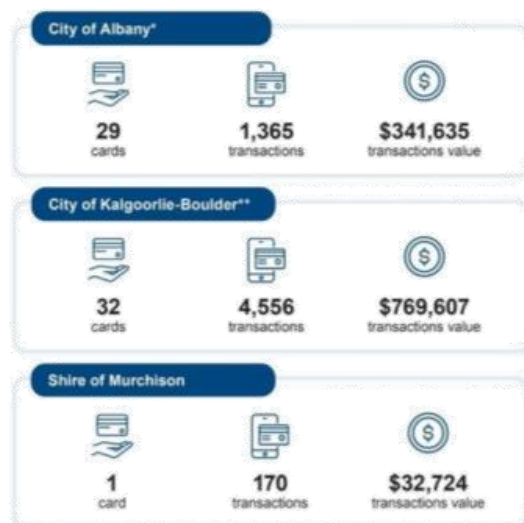 City of Albany*
29 1,365 $341,635
cards transactions transactions value
City of Kalgoorlie-Boulder**
32 4,556 $769,607
cards transactions transactions value
Shire of Murchison
1 170 $32,724
card transactions transactions value